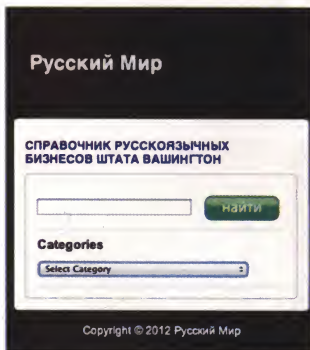 Русский Мир
СПРАВОЧНИК РУССКОЯЗЫЧНЫХ
БИЗНЕСОВ ШТАТА ВАШИНГТОН
найти
Categories
Select Category
Copyright © 2012 Русский Мир